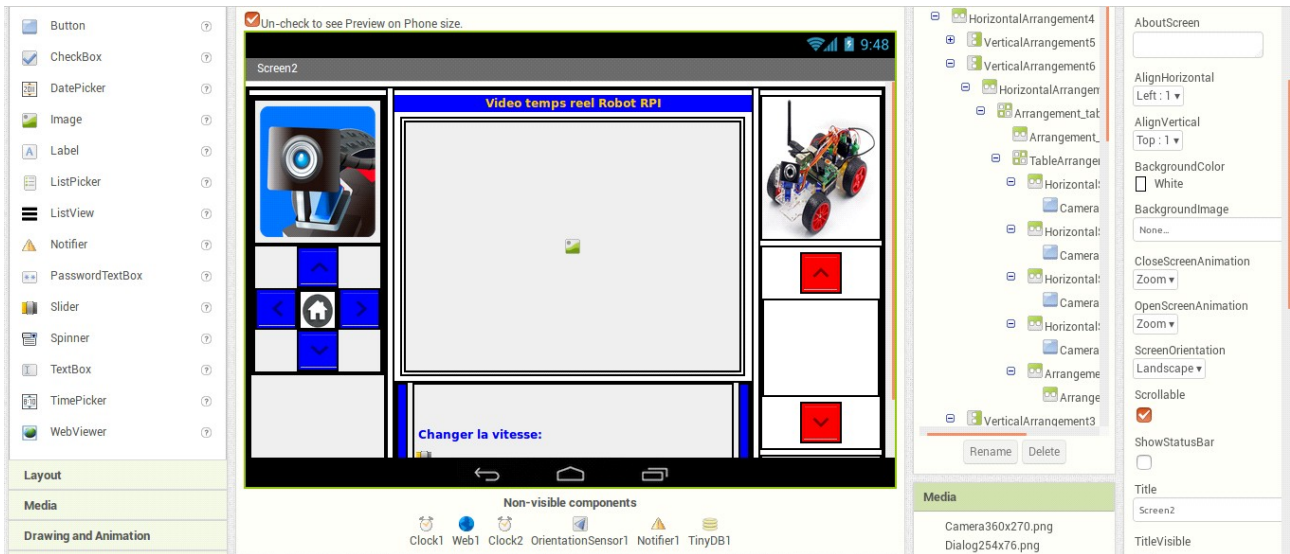 Button
CheckBox
DatePicker
Image
Label
ListPicker
ListView
Notifier
PasswordTextBox
Slider
Spinner
TextBox
TimePicker
WebViewer
Layout
Media
Drawing and Animation
Un-check to see Preview on Phone size.
9:48
Screen2
Video temps reel Robot RPI
Changer la vitesse:
Non-visible components
Clock1 Web1 Clock2 OrientationSensor1 Notifier1 TinyDB1
HorizontalArrangement4
VerticalArrangement5
VerticalArrangement6
HorizontalArrangem
Arrangement_tab
Arrangement_
TableArranger
Horizontal
Camera
Horizontal
Camera
Horizontal
Camera
Horizontal
Camera
Arrangeme
Arrange
VerticalArrangement3
Rename Delete
Media
Camera360x270.png
Dialog254x76.png
AboutScreen
AlignHorizontal
Left : 1
AlignVertical
Top : 1
BackgroundColor
White
BackgroundImage
None...
CloseScreenAnimation
Zoom
OpenScreenAnimation
Zoom
ScreenOrientation
Landscape
Scrollable
ShowStatusBar
Title
Screen2
TitleVisible